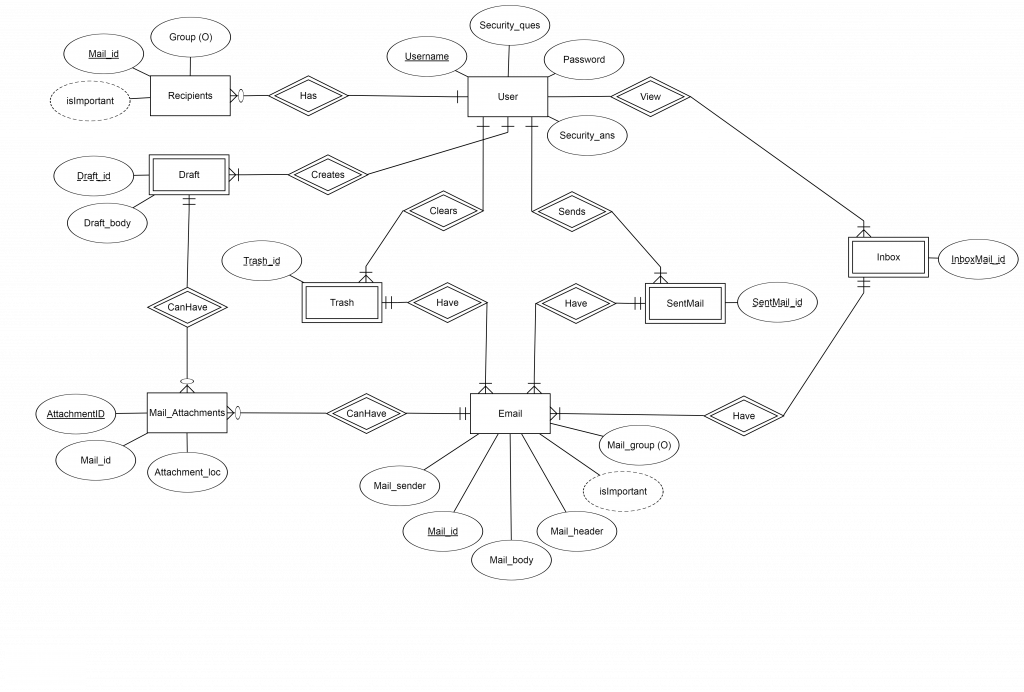 Security_ques
Group (O)
Mail_id
Username
Password
isImportant
Recipients
Has
User
View
Security_ans
Draft_id
Draft
Creates
Draft_body
Clears
Sends
Trash_id
Inbox
InboxMail_id
CanHave
Trash
Have
Have
SentMail
SentMail_id
AttachmentID
Mail_Attachments
CanHave
Email
Have
Mail_id
Attachment_loc
Mail_group (O)
Mail_sender
isImportant
Mail_id
Mail_header
Mail_body